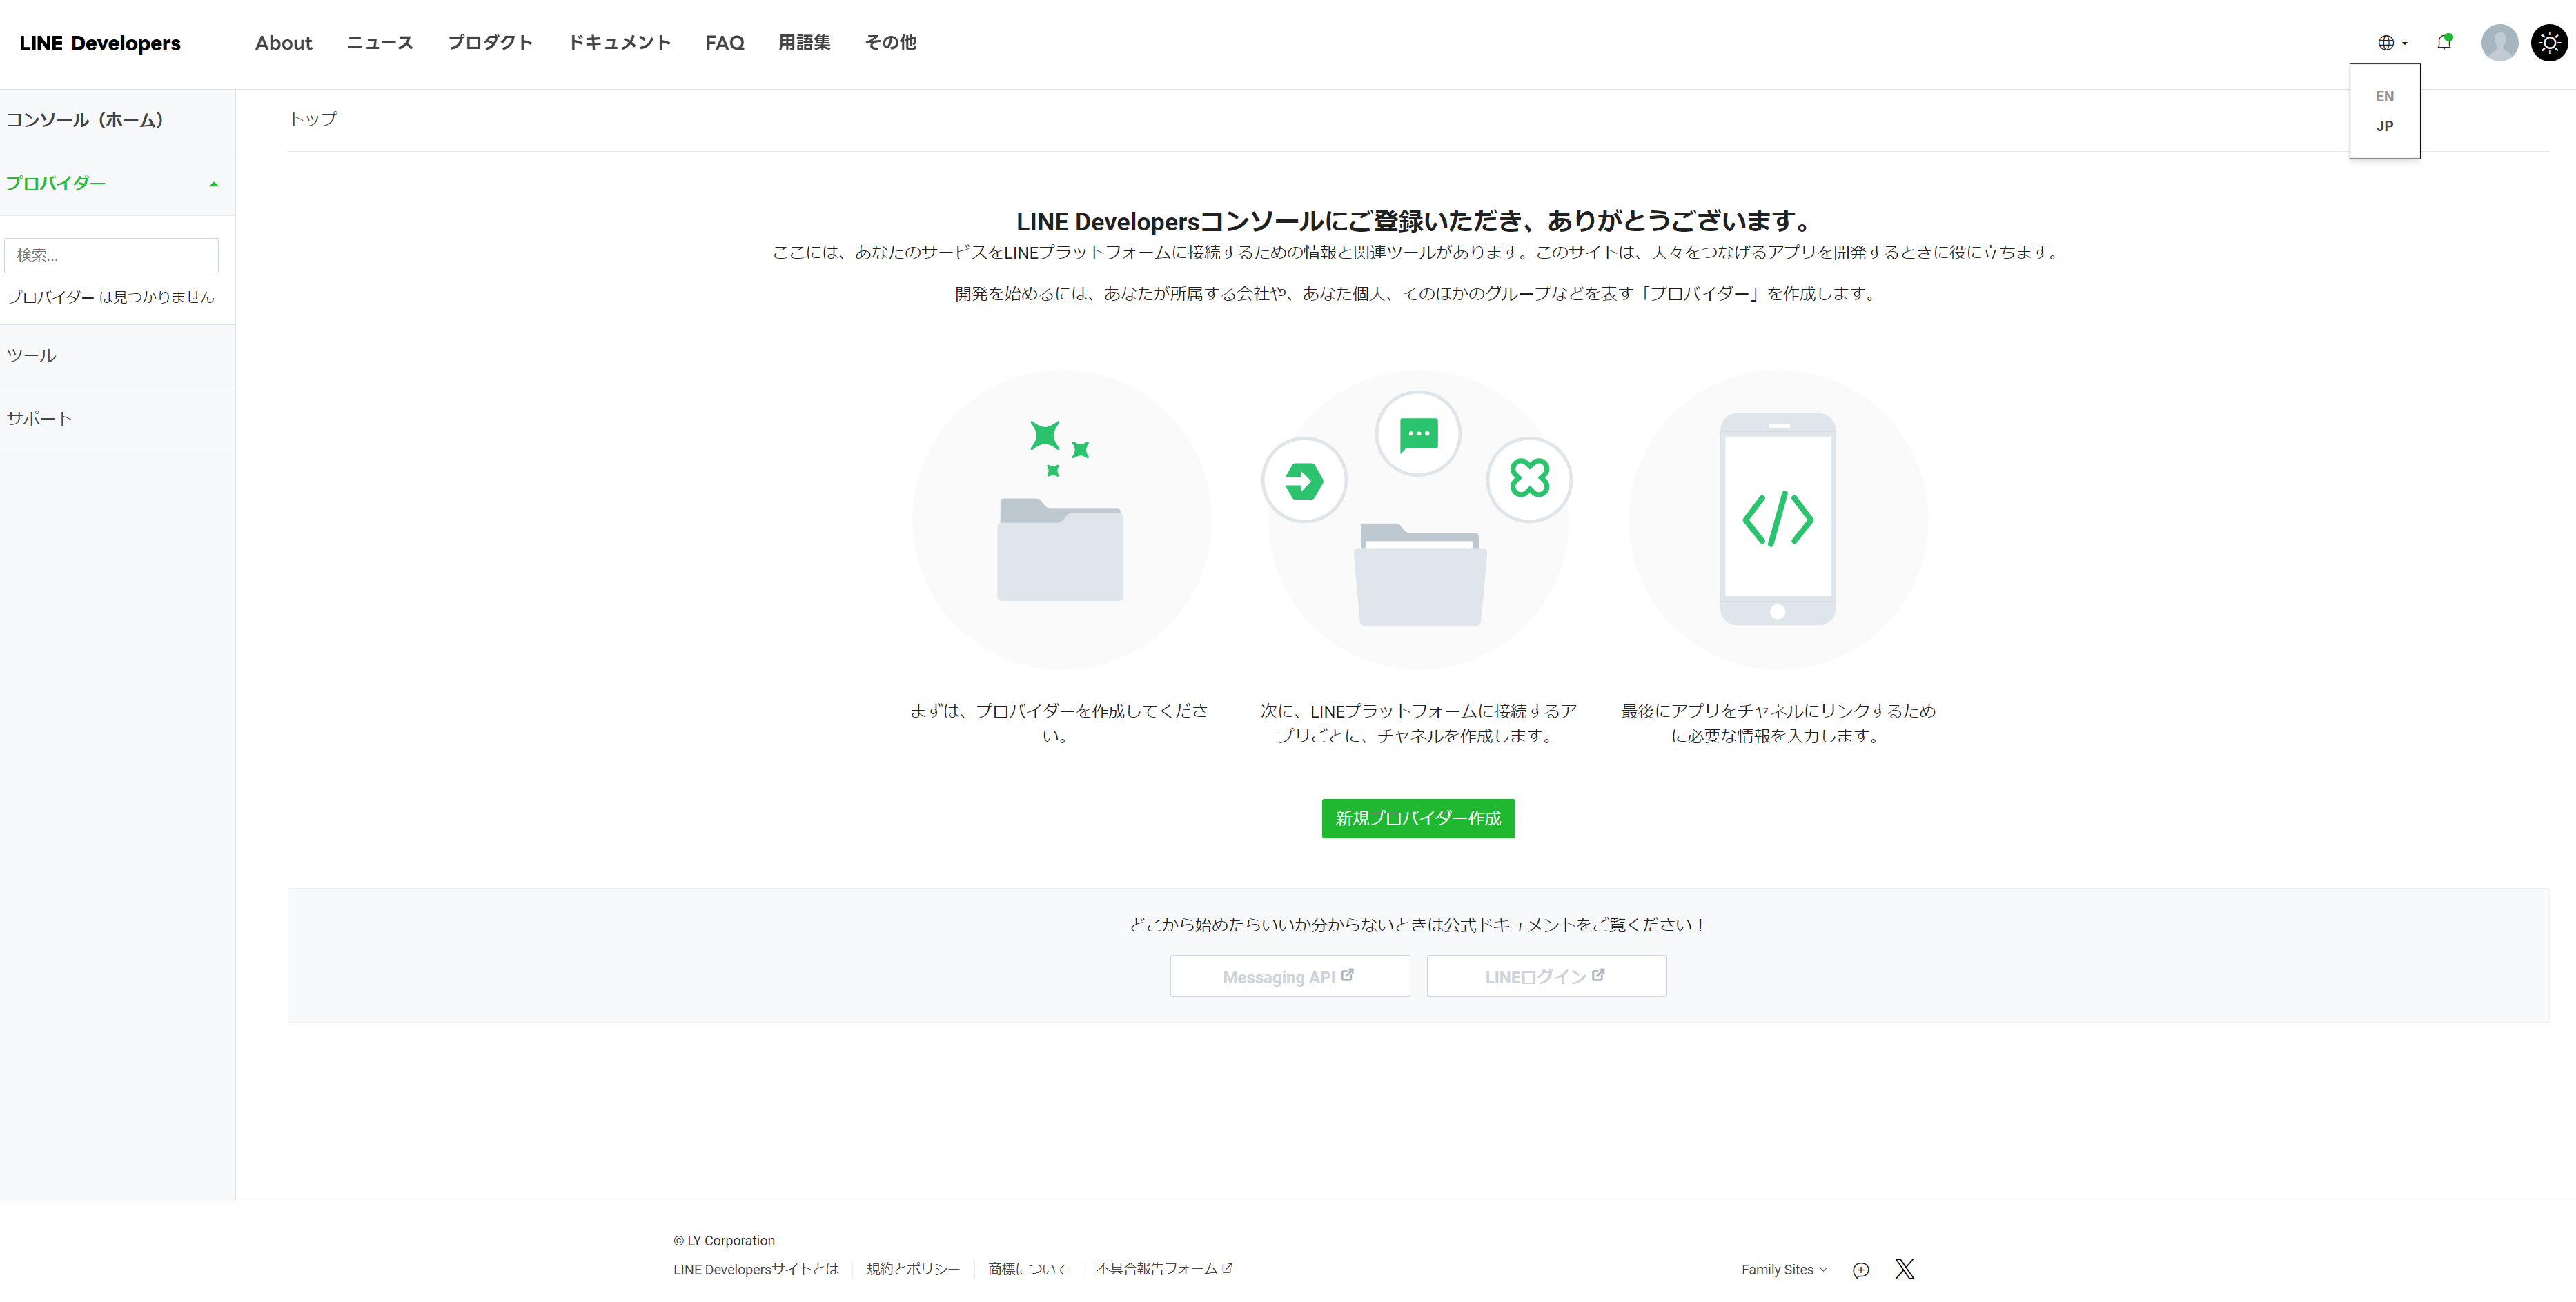 LINE Developers
About ニュース プロダクト ドキュメント FAQ 用語集 その他
EN
JP
コンソール（ホーム）
プロバイダー
検索...
プロバイダー は見つかりません
ツール
サポート
トップ
LINE Developersコンソールにご登録いただき、ありがとうございます。
ここには、あなたのサービスをLINEプラットフォームに接続するための情報と関連ツールがあります。このサイトは、人々をつなげるアプリを開発するときに役に立ちます。
開発を始めるには、あなたが所属する会社や、あなた個人、そのほかのグループなどを表す「プロバイダー」を作成します。
まずは、プロバイダーを作成してくださ
い。
次に、LINEプラットフォームに接続するア
プリごとに、チャネルを作成します。
最後にアプリをチャネルにリンクするため
に必要な情報を入力します。
新規プロバイダー作成
どこから始めたらいいか分からないときは公式ドキュメントをご覧ください！
Messaging API
LINEログイン
© LY Corporation
LINE Developersサイトとは 規約とポリシー 商標について 不具合報告フォーム
Family Sites